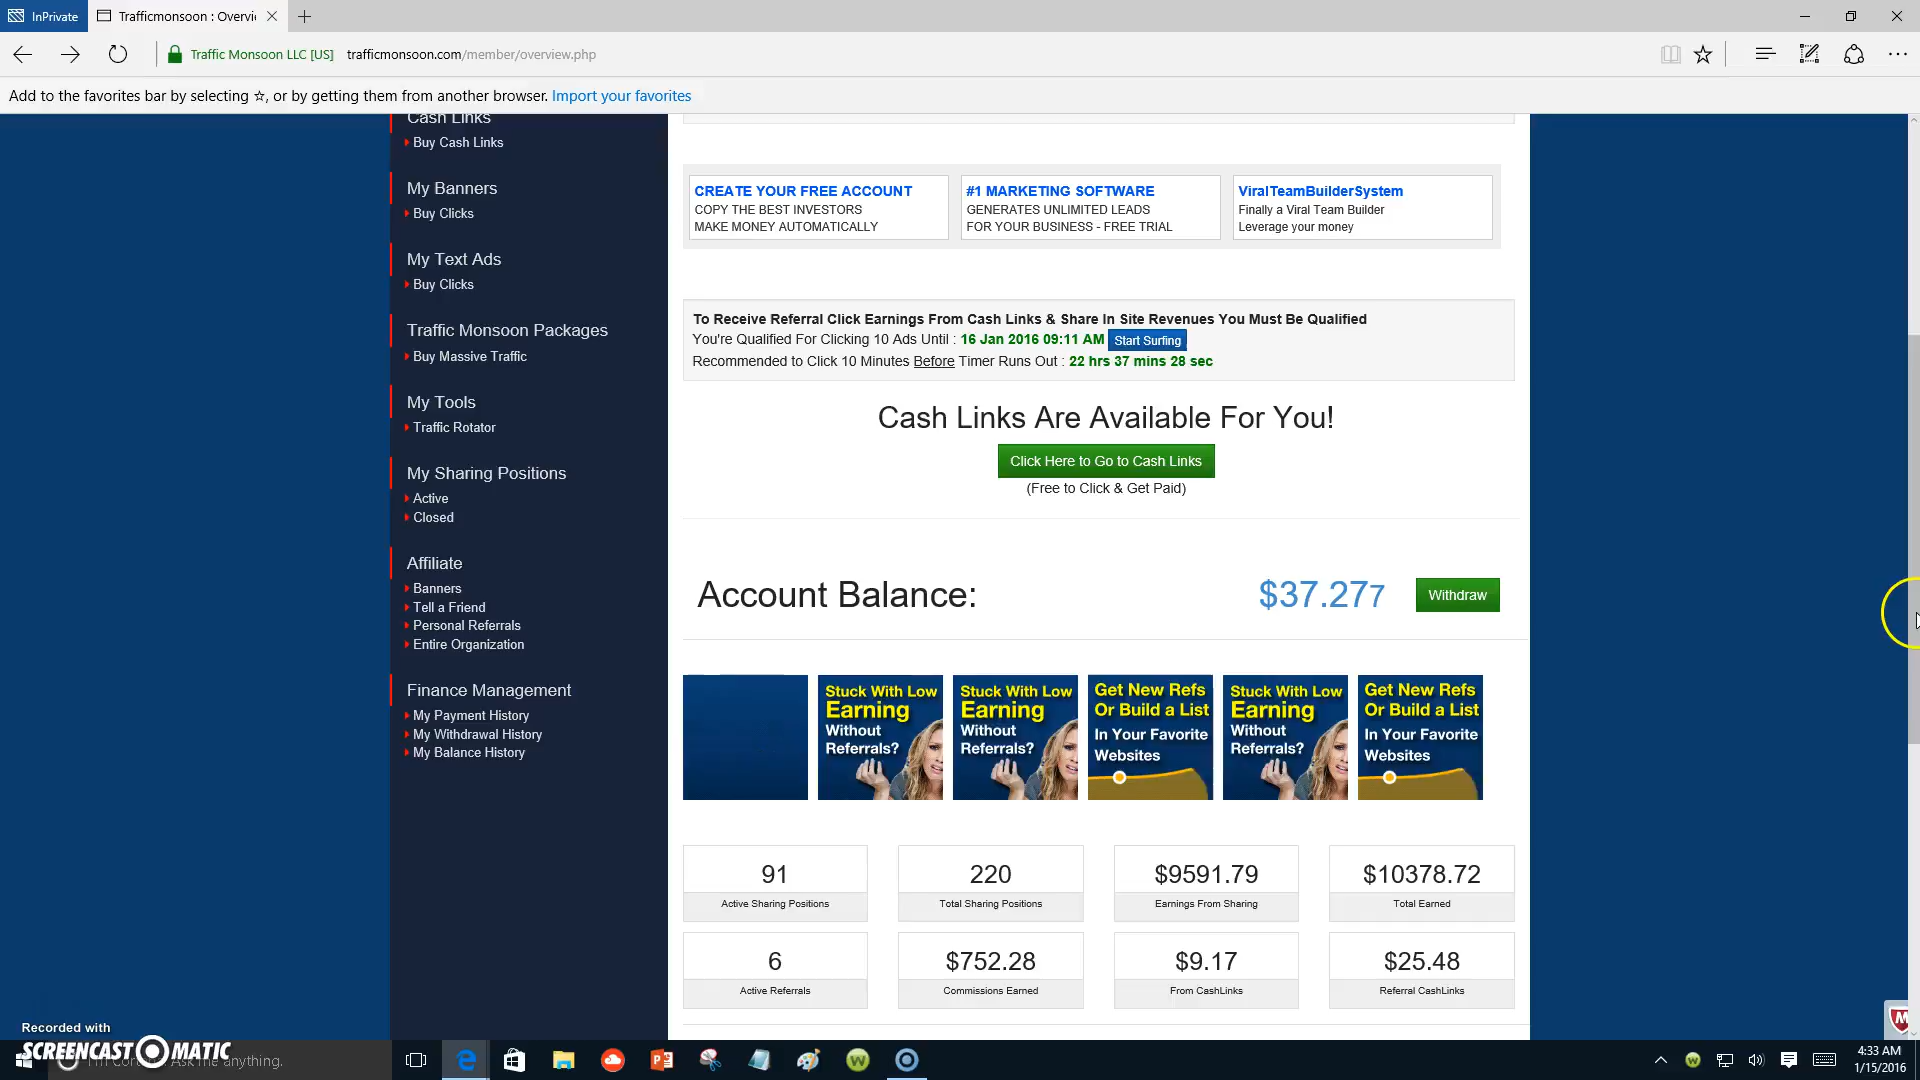 InPrivate
Trafficmonsoon : Overvi
Traffic Monsoon LLC [US]
trafficmonsoon.com/member/overview.php
Add to the favorites bar by selecting ☆, or by getting them from another browser. Import your favorites
Cash Links
Buy Cash Links
My Banners
Buy Clicks
My Text Ads
Buy Clicks
Traffic Monsoon Packages
Buy Massive Traffic
My Tools
Traffic Rotator
My Sharing Positions
Active
Closed
Affiliate
Banners
Tell a Friend
Personal Referrals
Entire Organization
Finance Management
My Payment History
My Withdrawal History
My Balance History
CREATE YOUR FREE ACCOUNT
COPY THE BEST INVESTORS
MAKE MONEY AUTOMATICALLY
#1 MARKETING SOFTWARE
GENERATES UNLIMITED LEADS
FOR YOUR BUSINESS - FREE TRIAL
ViralTeamBuilderSystem
Finally a Viral Team Builder
Leverage your money
To Receive Referral Click Earnings From Cash Links & Share In Site Revenues You Must Be Qualified
You're Qualified For Clicking 10 Ads Until : 16 Jan 2016 09:11 AM Start Surfing
Recommended to Click 10 Minutes Before Timer Runs Out : 22 hrs 37 mins 28 sec
Cash Links Are Available For You!
Click Here to Go to Cash Links
(Free to Click & Get Paid)
Account Balance: $37.277 Withdraw
Stuck With Low
Earning
Without
Referrals?
Stuck With Low
Earning
Without
Referrals?
Get New Refs
Or Build a List
In Your Favorite
Websites
Stuck With Low
Earning
Without
Referrals?
Get New Refs
Or Build a List
In Your Favorite
Websites
91
Active Sharing Positions
220
Total Sharing Positions
$9591.79
Earnings From Sharing
$10378.72
Total Earned
6
Active Referrals
$752.28
Commissions Earned
$9.17
From CashLinks
$25.48
Referral CashLinks
Recorded with
SCREENCAST O MATIC
I'm Cortana. Ask me anything.
4:33 AM
1/15/2016